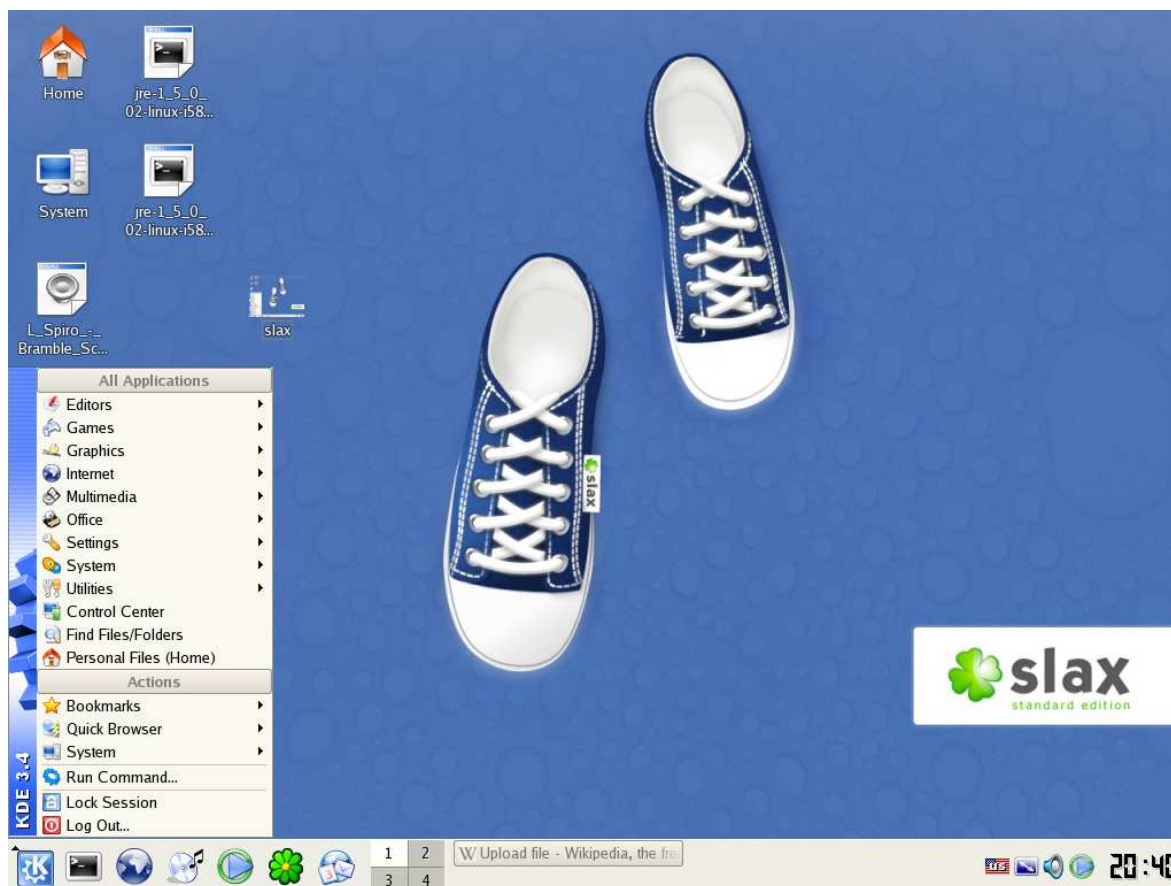 Home
jre-1_5_0_
02-linux-i58...
System
jre-1_5_0_
02-linux-i58...
L_Spiro_-_
Bramble_Sc...
slax
All Applications
Editors
Games
Graphics
Internet
Multimedia
Office
Settings
System
Utilities
Control Center
Find Files/Folders
Personal Files (Home)
Actions
Bookmarks
Quick Browser
System
Run Command...
Lock Session
Log Out...
KDE 3.4
slax
slax
standard edition
1 2
3 4
W Upload file - Wikipedia, the fre
us